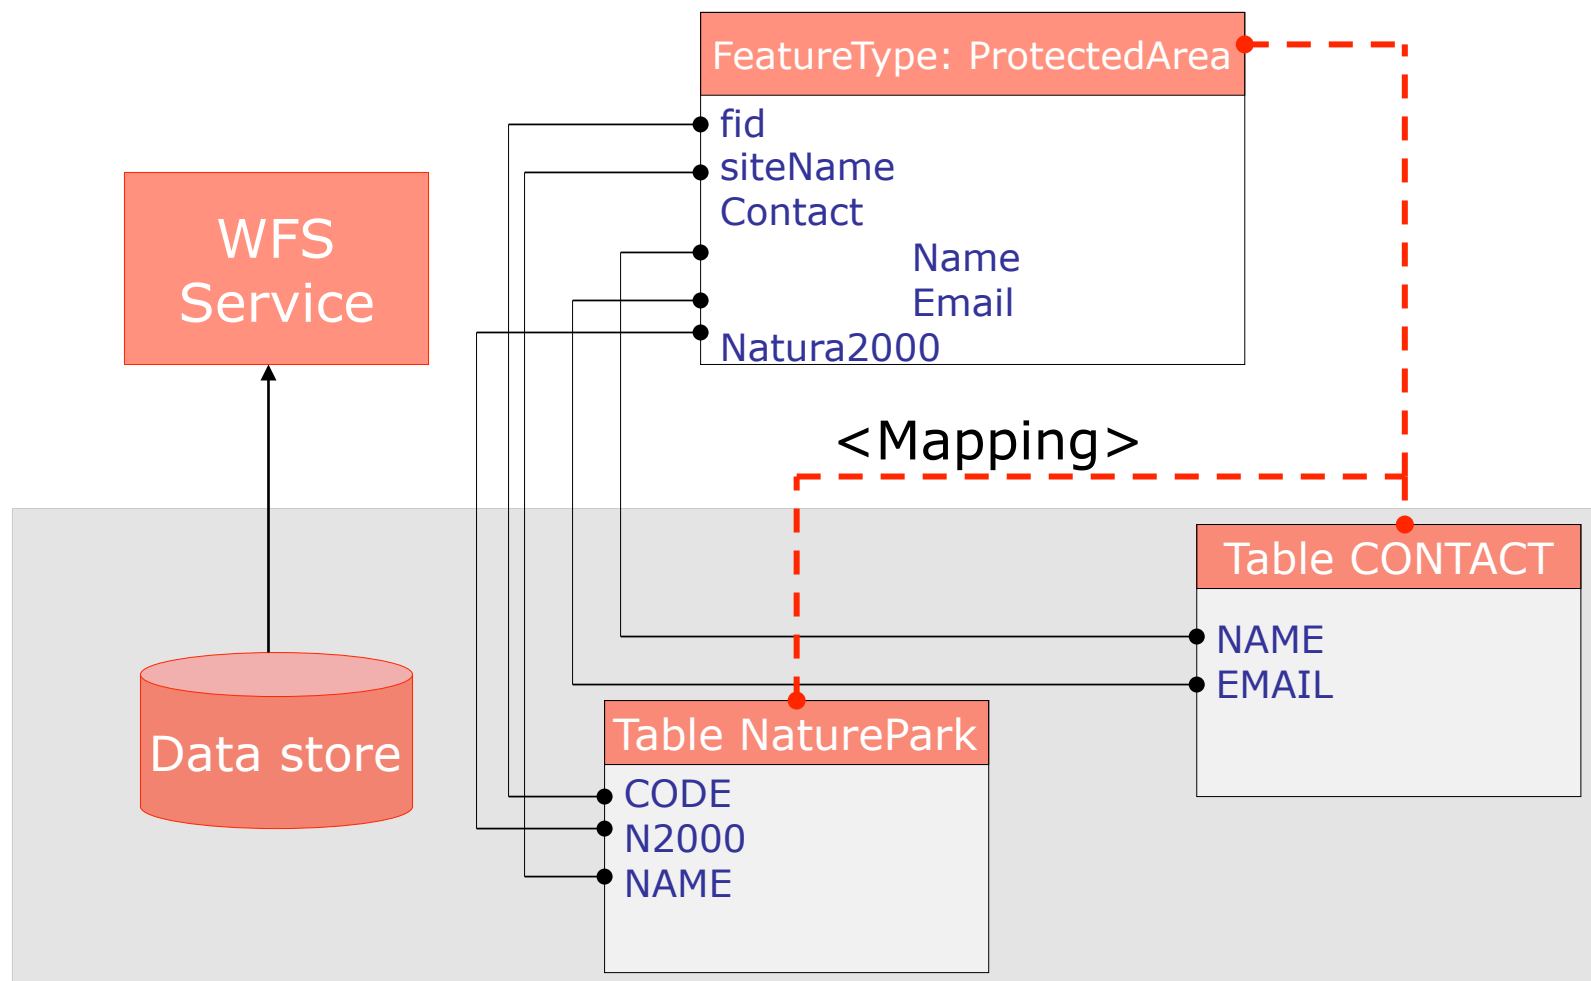 FeatureType: ProtectedArea
fid
siteName
Contact
Name
Email
Natura2000
WFS
Service
<Mapping>
Table CONTACT
NAME
EMAIL
Data store
Table NaturePark
CODE
N2000
NAME